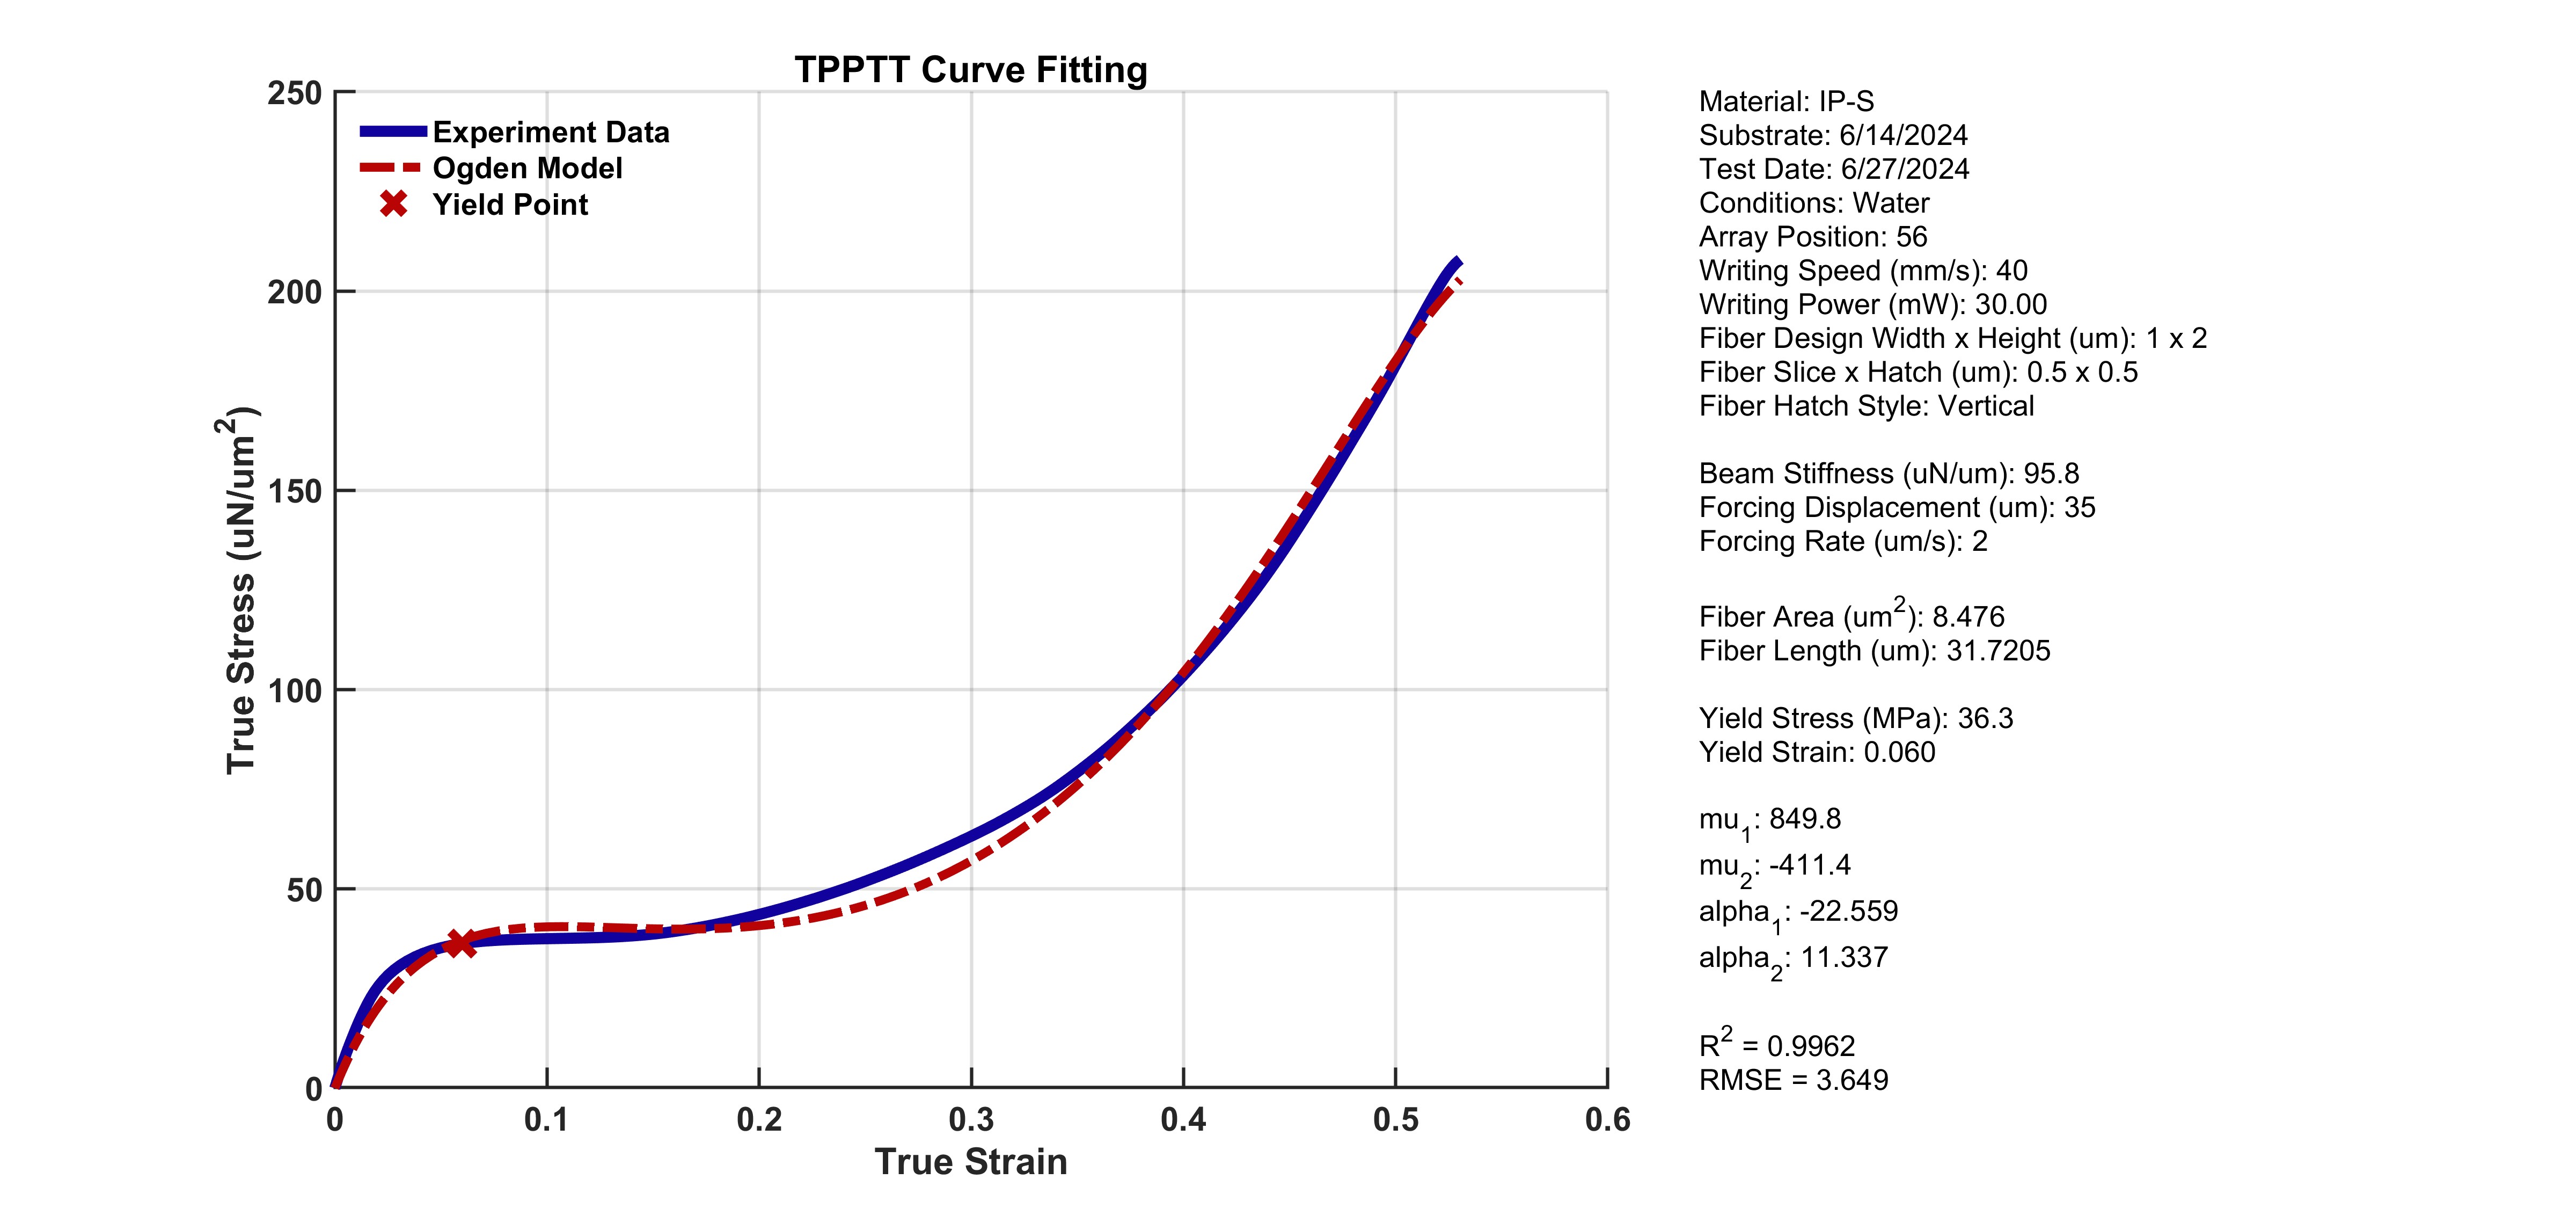 TPPTT Curve Fitting
250
200
150
100
50
0
True Stress (uN/um²)
Experiment Data
Ogden Model
Yield Point
0 0.1 0.2 0.3 0.4 0.5 0.6
True Strain
Material: IP-S
Substrate: 6/14/2024
Test Date: 6/27/2024
Conditions: Water
Array Position: 56
Writing Speed (mm/s): 40
Writing Power (mW): 30.00
Fiber Design Width x Height (um): 1 x 2
Fiber Slice x Hatch (um): 0.5 x 0.5
Fiber Hatch Style: Vertical
Beam Stiffness (uN/um): 95.8
Forcing Displacement (um): 35
Forcing Rate (um/s): 2
Fiber Area (um²): 8.476
Fiber Length (um): 31.7205
Yield Stress (MPa): 36.3
Yield Strain: 0.060
mu₁: 849.8
mu₂: -411.4
alpha₁: -22.559
alpha₂: 11.337
R² = 0.9962
RMSE = 3.649